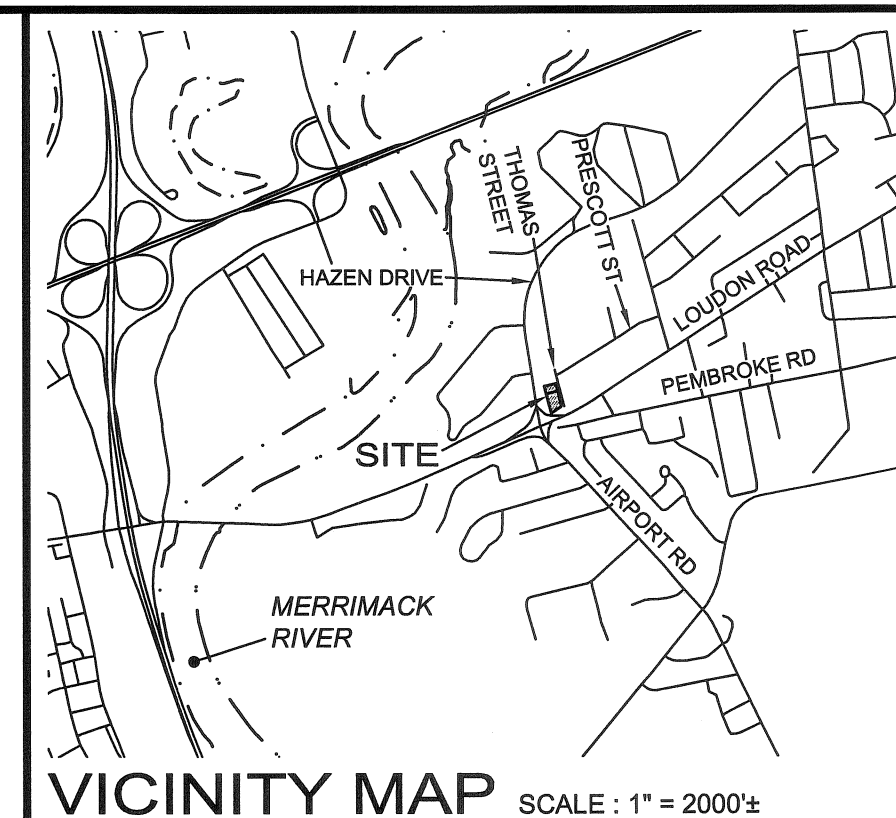 THOMAS
STREET
PRESCOTT ST
HAZEN DRIVE
LOUDON ROAD
PEMBROKE RD
SITE
AIRPORT RD
MERRIMACK
RIVER
VICINITY MAP SCALE : 1" = 2000'±